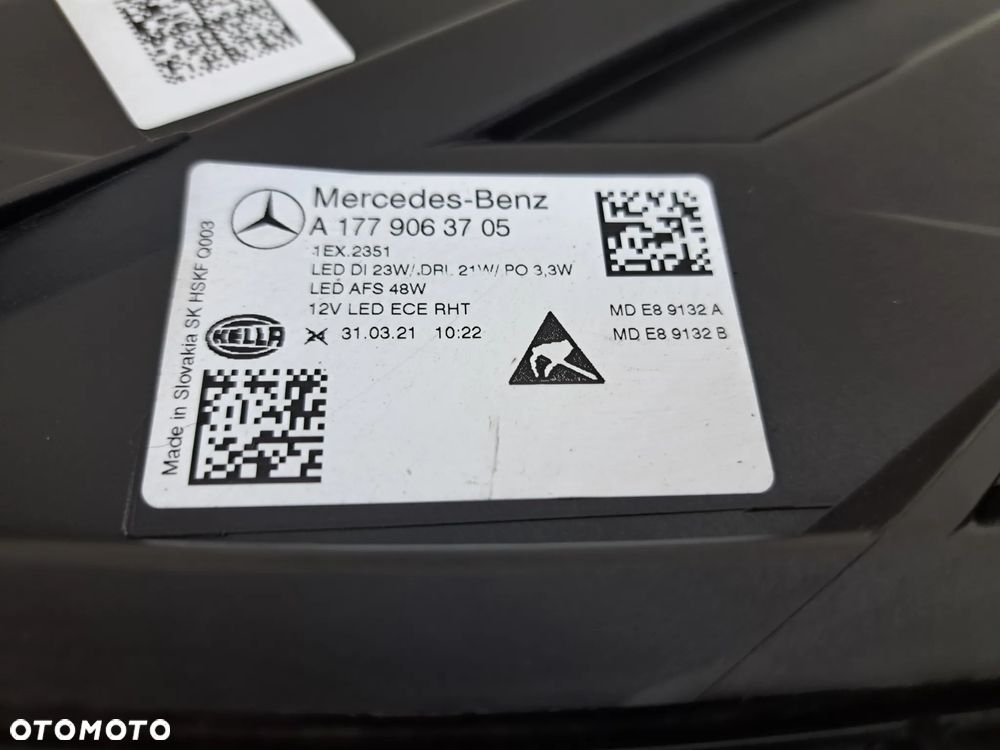 Mercedes-Benz
A 177 906 37 05
1EX.2351
LED DI 23W/ DRL 21W/ PO 3,3W
LED AFS 48W
12V LED ECE RHT
MD E8 9132 A
HELLA
24 31.03.21 10:22
MD E8 9132 B
Made in Slovakia SK HSKF Q003
OTOMOTO